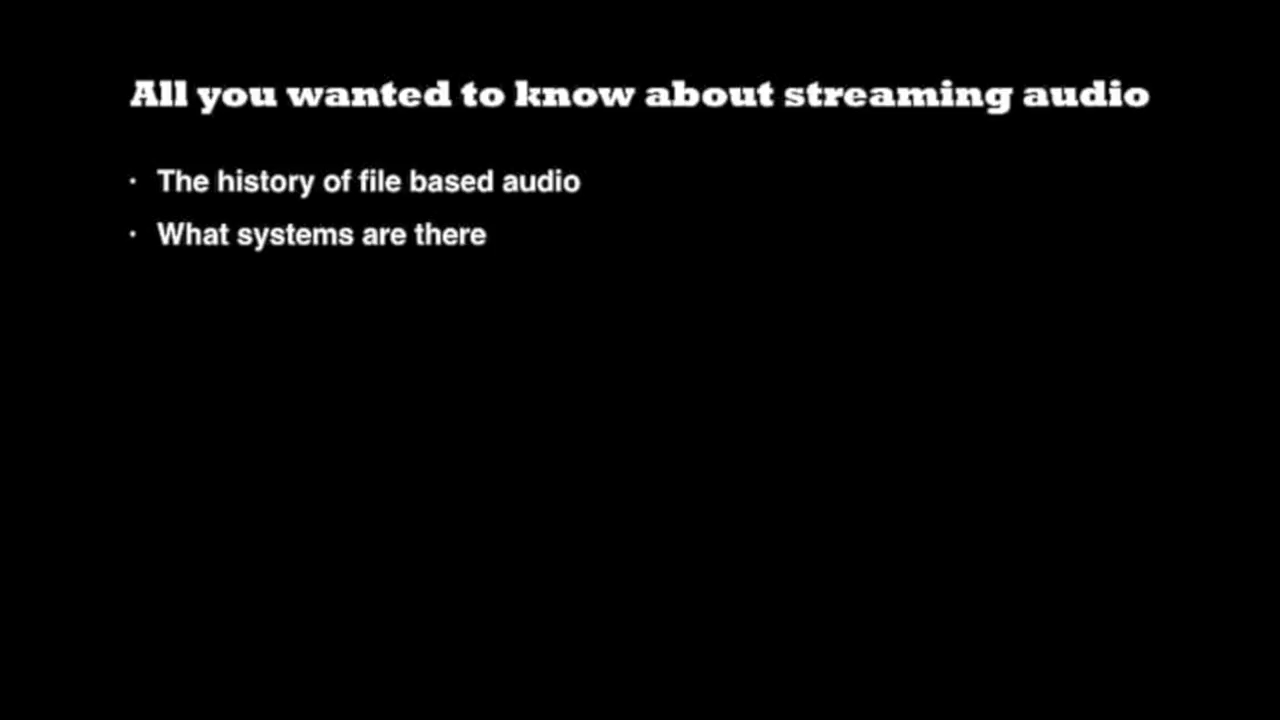 All you wanted to know about streaming audio
· The history of file based audio
· What systems are there